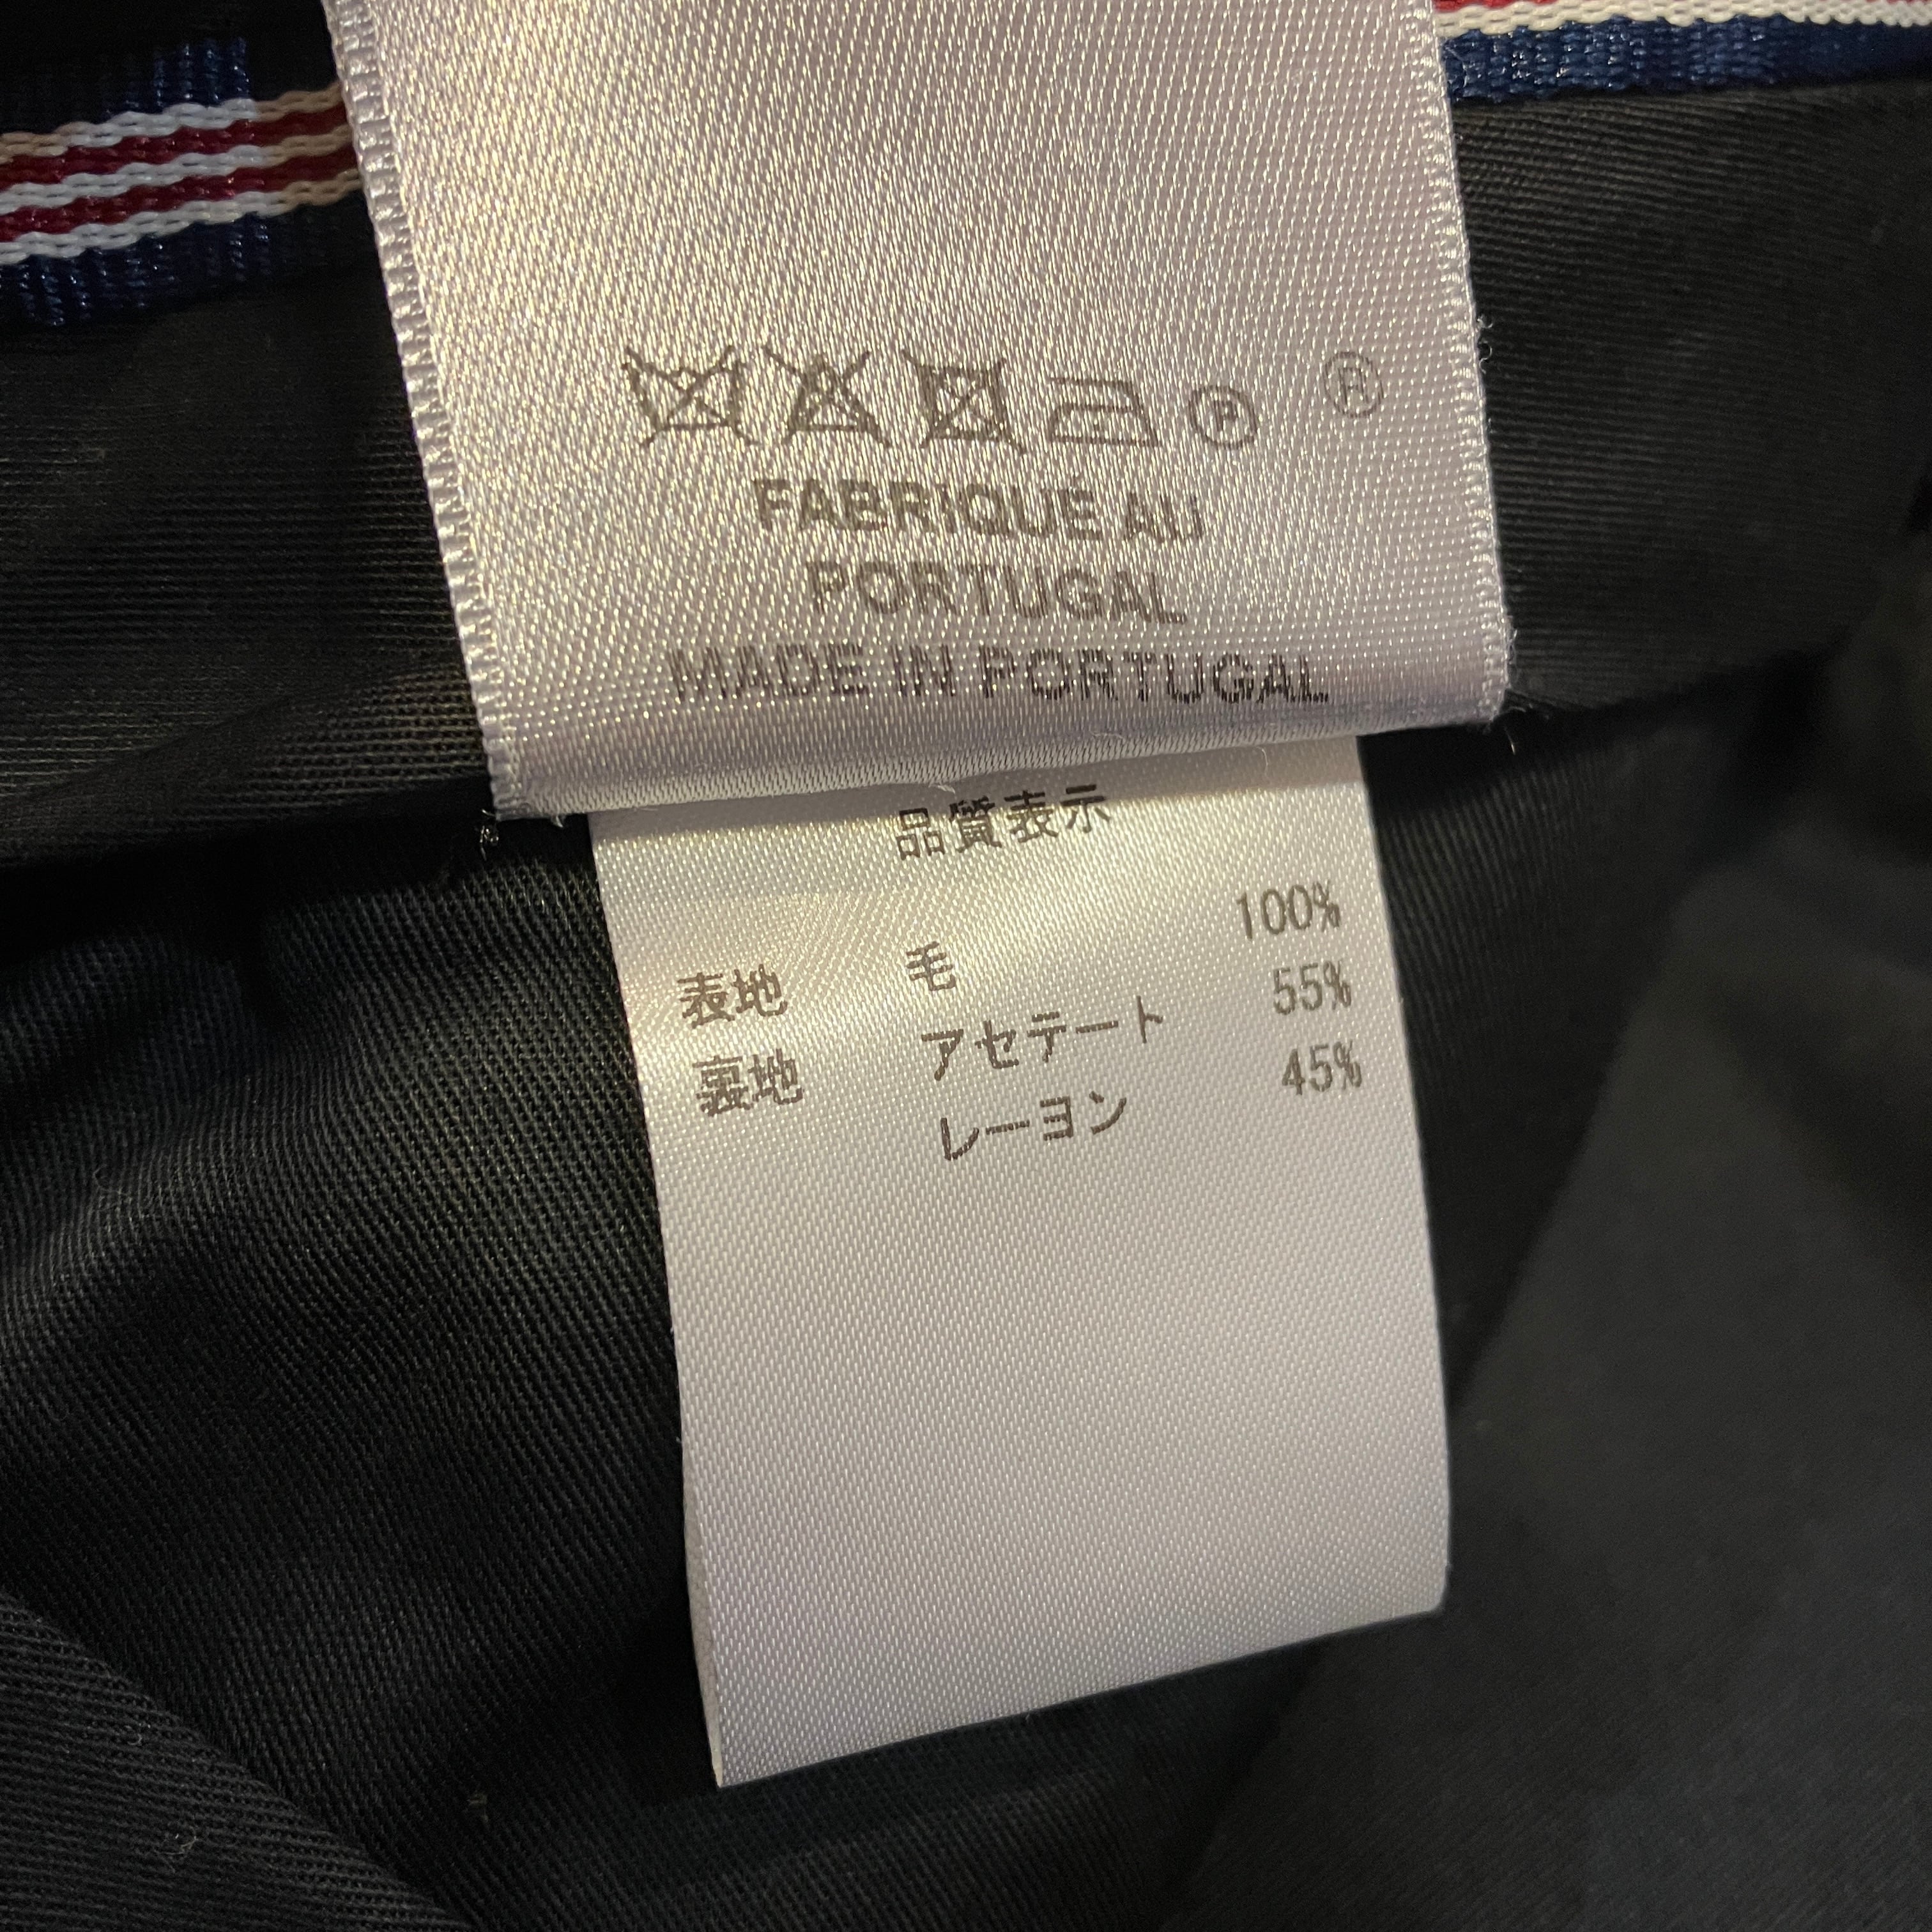 Ⓟ ®
FABRIQUE AU
PORTUGAL
MADE IN PORTUGAL
品質表示
表地 毛 100%
裏地 アセテート 55%
レーヨン 45%